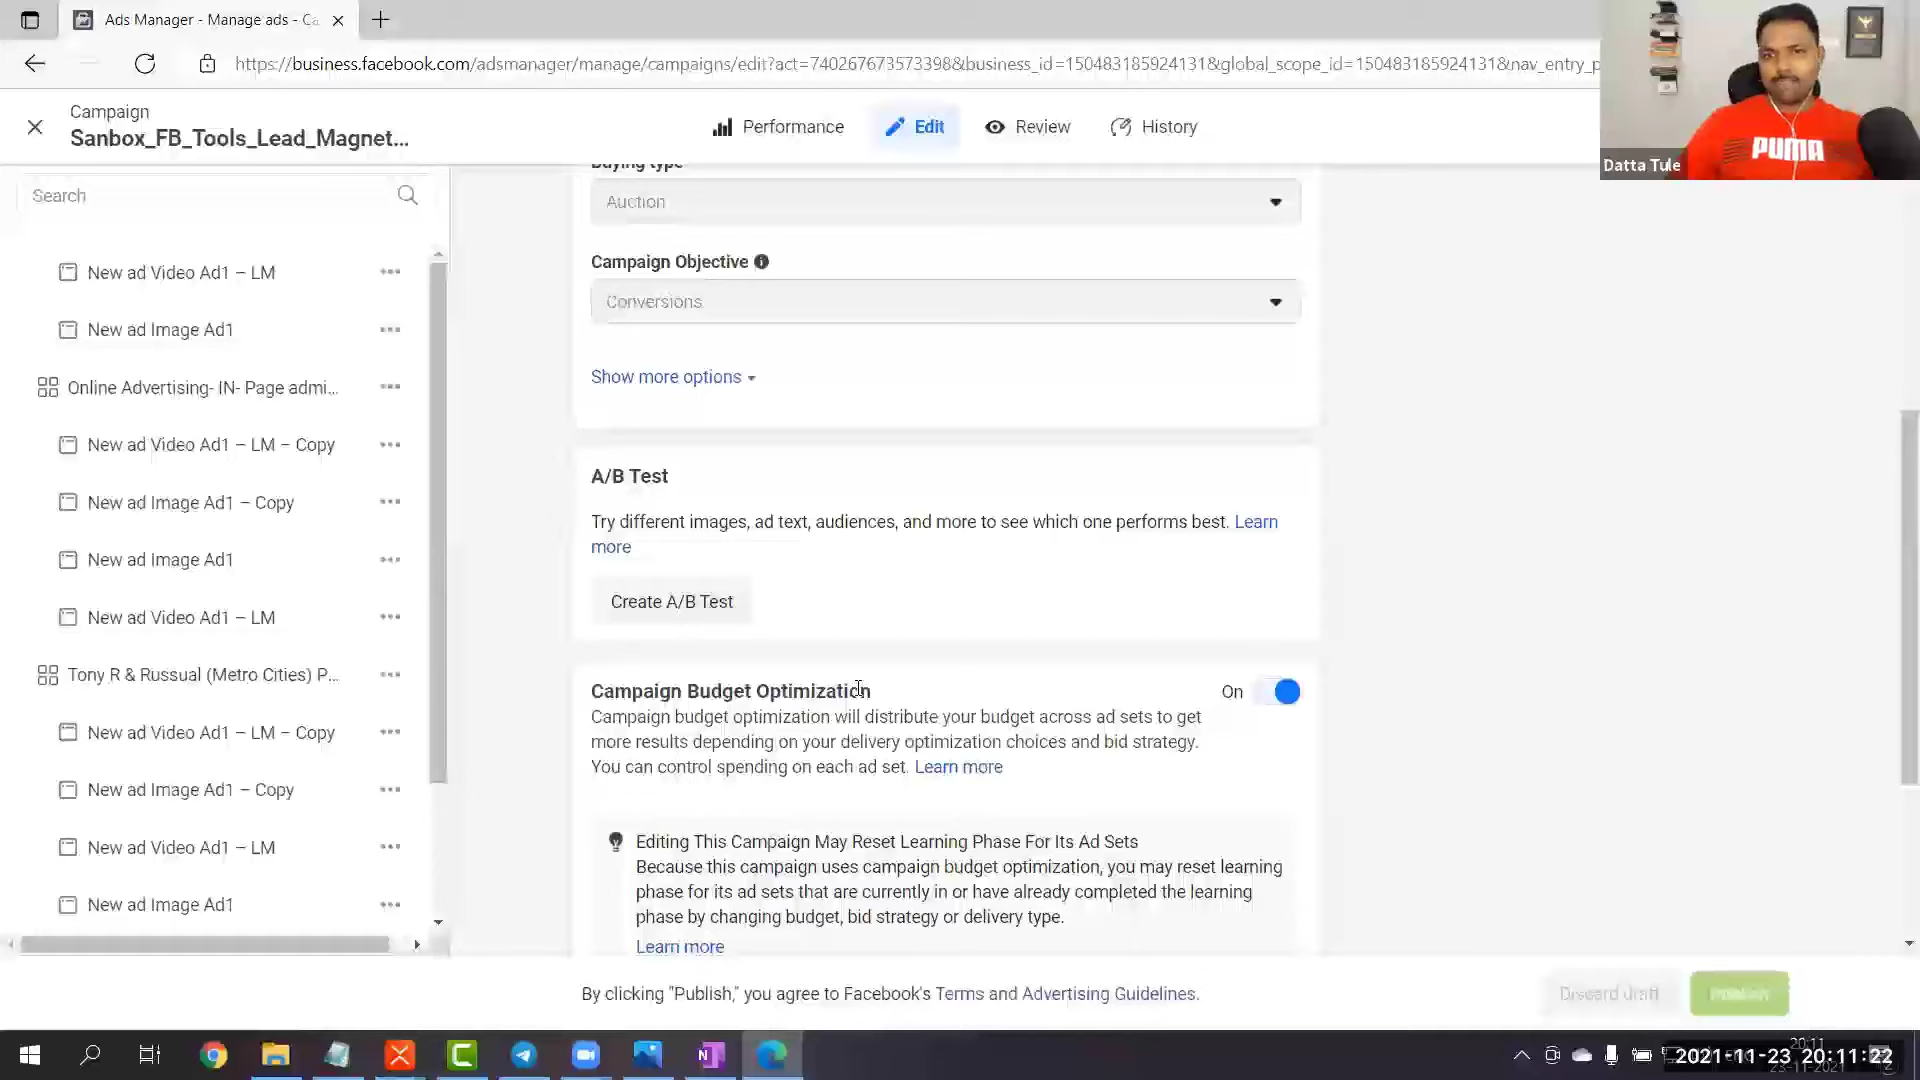 Ads Manager - Manage ads - Ca
https://business.facebook.com/adsmanager/manage/campaigns/edit?act=740267673573398&business_id=150483185924131&global_scope_id=150483185924131&nav_entry_p
Campaign
Sanbox_FB_Tools_Lead_Magnet...
Performance
Edit
Review
History
PUMA
Datta Tule
Search
New ad Video Ad1 – LM
New ad Image Ad1
Online Advertising- IN- Page admi...
New ad Video Ad1 – LM – Copy
New ad Image Ad1 – Copy
New ad Image Ad1
New ad Video Ad1 – LM
Tony R & Russual (Metro Cities) P...
New ad Video Ad1 – LM – Copy
New ad Image Ad1 – Copy
New ad Video Ad1 – LM
New ad Image Ad1
Buying type
Auction
Campaign Objective
Conversions
Show more options
A/B Test
Try different images, ad text, audiences, and more to see which one performs best. Learn
more
Create A/B Test
Campaign Budget Optimization
On
Campaign budget optimization will distribute your budget across ad sets to get
more results depending on your delivery optimization choices and bid strategy.
You can control spending on each ad set. Learn more
Editing This Campaign May Reset Learning Phase For Its Ad Sets
Because this campaign uses campaign budget optimization, you may reset learning
phase for its ad sets that are currently in or have already completed the learning
phase by changing budget, bid strategy or delivery type.
Learn more
By clicking "Publish," you agree to Facebook's Terms and Advertising Guidelines.
Discard draft
Publish
20:11
2021-11-23 20:11:22
23-11-2021